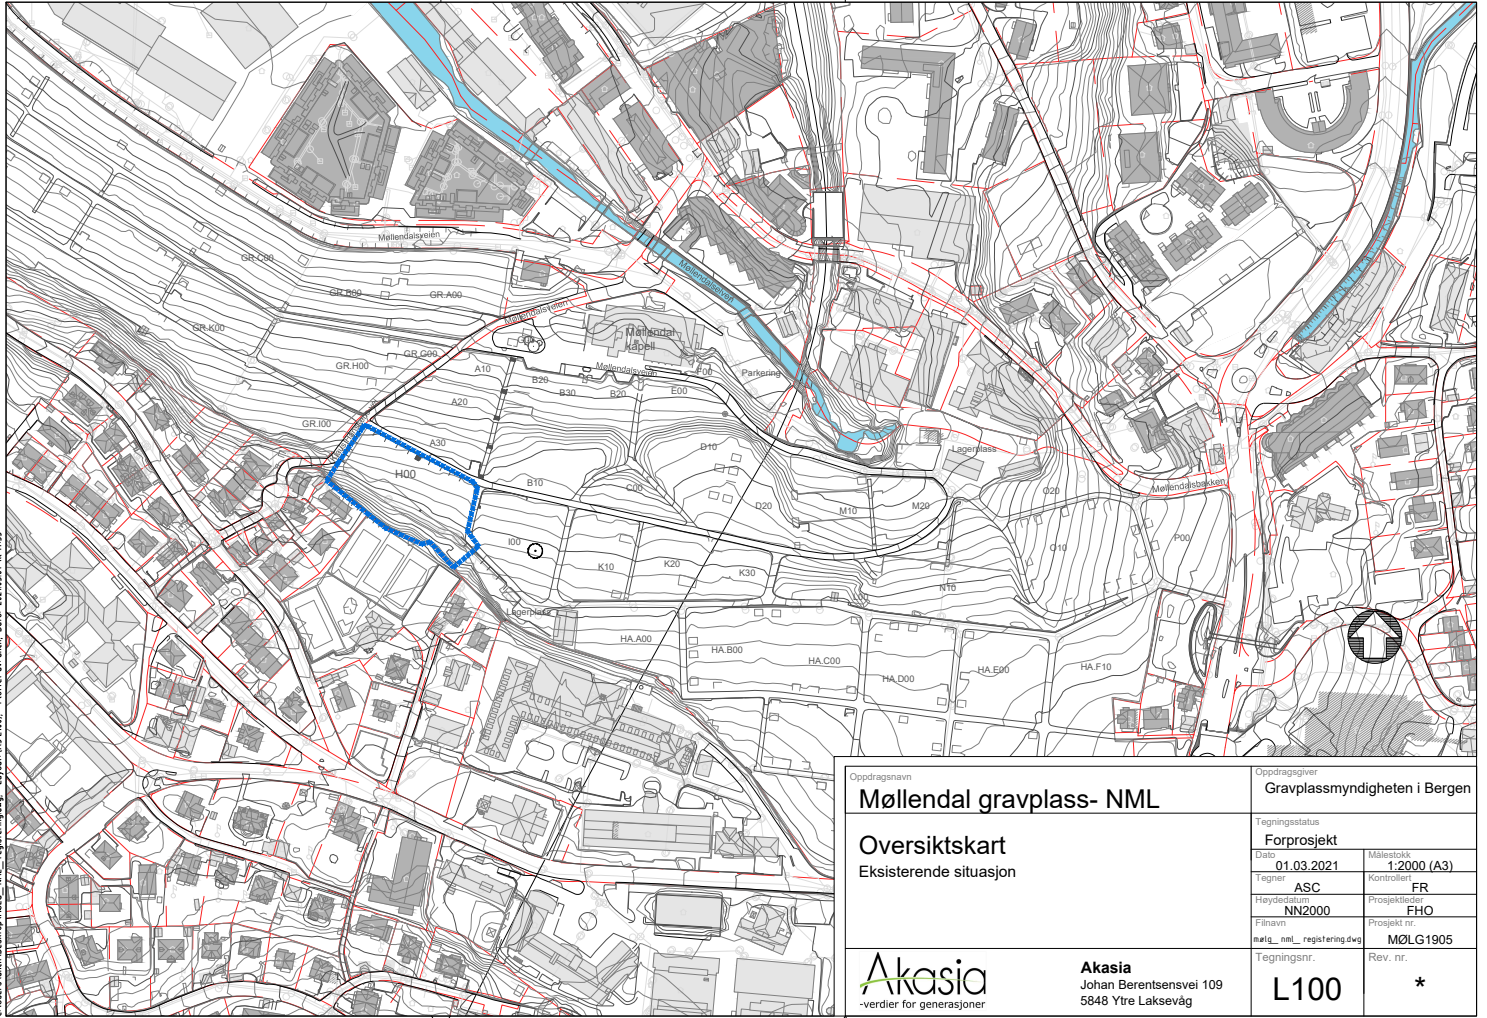 Møllendalsveien
GR.C00
GR.B00
GR.A00
Møllendalselven
GR.K00
Møllendalsveien
Møllendal
kapell
GR.H00
GR.G00
A10
Møllendalsveien
F00
Parkering
B20
B30
B20
E00
A20
GR.I00
A30
D10
Lagerplass
H00
B10
C00
O20
Møllendalsbakken
D20
M10
M20
I00
O10
P00
K10
K20
K30
N10
L00
Lagerplass
HA.A00
HA.B00
HA.C00
HA.D00
HA.E00
HA.F10
Oppdragsnavn
Møllendal gravplass- NML
Oppdragsgiver
Gravplassmyndigheten i Bergen
Oversiktskart
Eksisterende situasjon
Tegningsstatus
Forprosjekt
Dato
01.03.2021
Målestokk
1:2000 (A3)
Tegner
ASC
Kontrollert
FR
Høydedatum
NN2000
Prosjektleder
FHO
Filnavn
mølg_ nml_ registering.dwg
Prosjekt nr.
MØLG1905
Akasia
-verdier for generasjoner
Akasia
Johan Berentsensvei 109
5848 Ytre Laksevåg
Tegningsnr.
L100
Rev. nr.
*